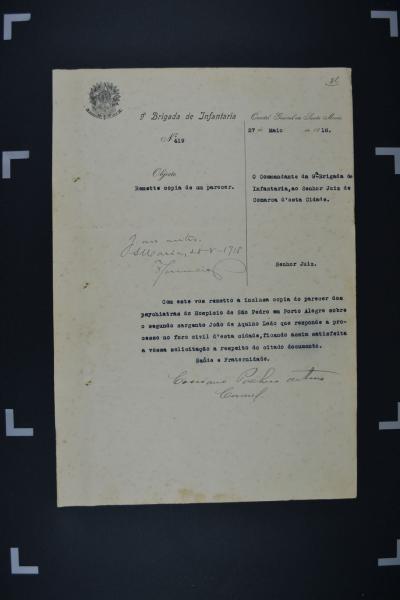 9ª Brigada de Infantaria
Nº 419
Quartel General em Santa Maria
27 de Maio de 1918.
Objecto
Remette copia de um parecer.
O Commandante da 9ª Brigada de
Infantaria, ao Senhor Juiz de
Comarca d'esta Cidade.
J aos autos.
S Maria, 28-5-1918
Senhor Juiz.
Com este vos remetto a inclusa copia do parecer dos
psychiatras do Hospicio de São Pedro em Porto Alegre sobre
o segundo sargento João de Aquino Ledo que responde a pro-
cesso no foro civil d'esta cidade, ficando assim satisfeita
a vossa solicitação a respeito do citado documento.
Saúde e Fraternidade.
Coronel